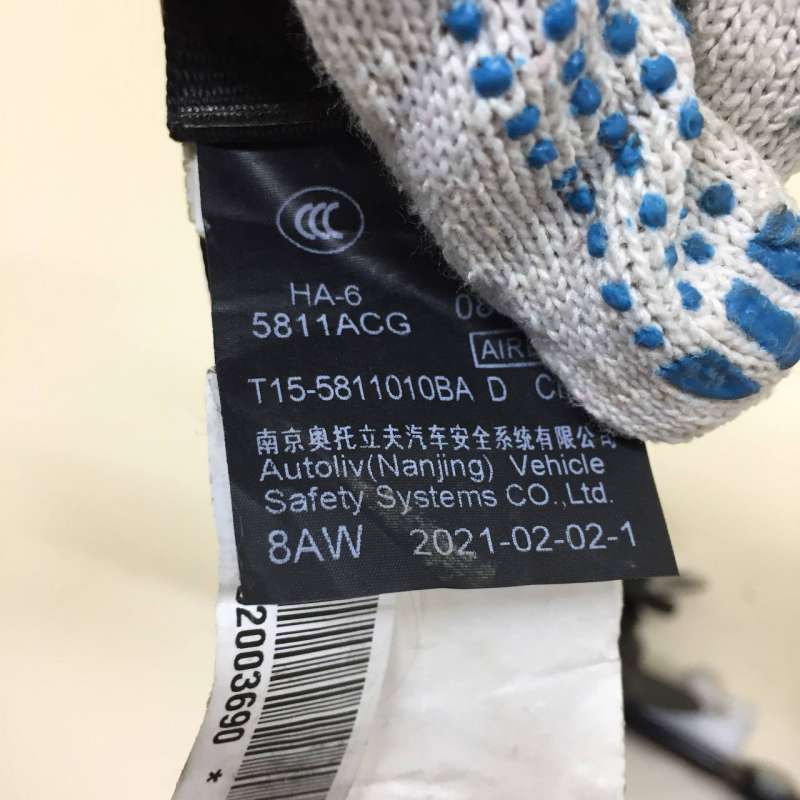 CCC
HA-6
5811ACG
T15-5811010BA D
南京奥托立夫汽车安全系统有限公司
Autoliv(Nanjing) Vehicle
Safety Systems CO.,Ltd.
8AW 2021-02-02-1
2003690 *